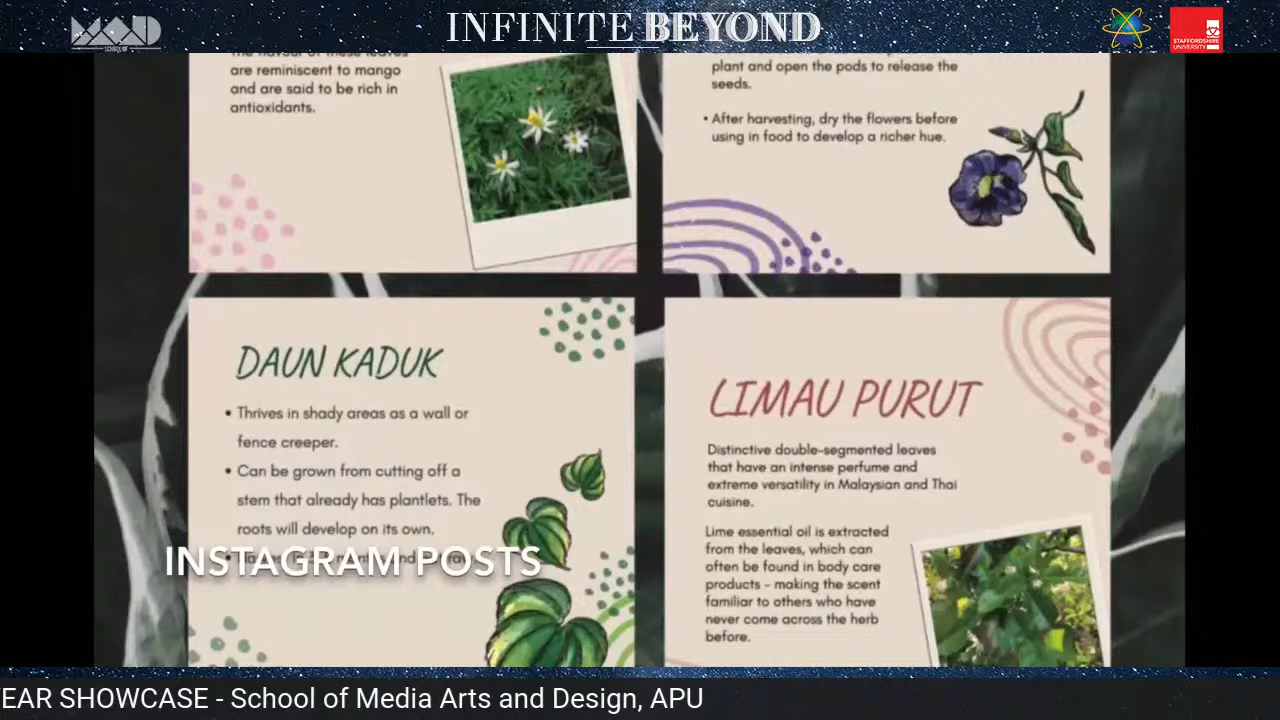 MAD
SCHOOL OF
INFINITE BEYOND
STAFFORDSHIRE
UNIVERSITY
are reminiscent to mango
and are said to be rich in
antioxidants.
plant and open the pods to release the
seeds.
• After harvesting, dry the flowers before
using in food to develop a richer hue.
DAUN KADUK
• Thrives in shady areas as a wall or
fence creeper.
• Can be grown from cutting off a
stem that already has plantlets. The
roots will develop on its own.
INSTAGRAM POSTS
LIMAU PURUT
Distinctive double-segmented leaves
that have an intense perfume and
extreme versatility in Malaysian and Thai
cuisine.
Lime essential oil is extracted
from the leaves, which can
often be found in body care
products - making the scent
familiar to others who have
never come across the herb
before.
EAR SHOWCASE - School of Media Arts and Design, APU